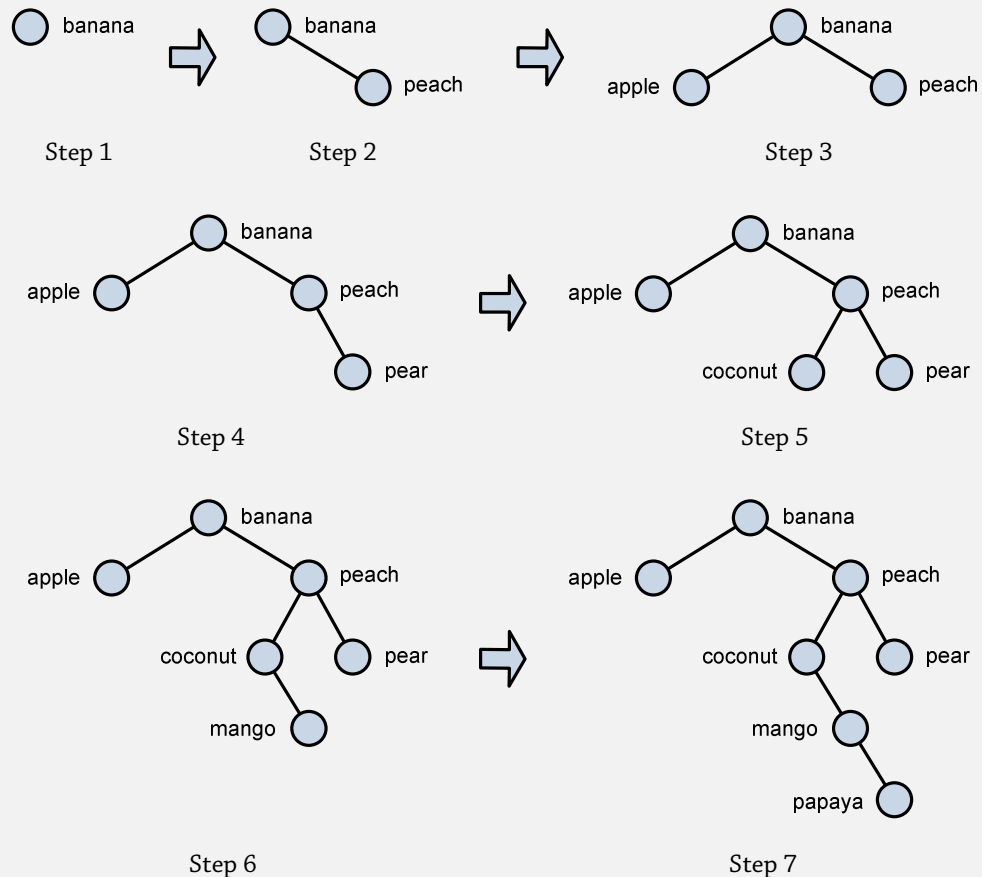 banana
banana
peach
banana
apple
peach
Step 1
Step 2
Step 3
banana
apple
peach
pear
banana
apple
peach
coconut
pear
Step 4
Step 5
banana
apple
peach
coconut
pear
mango
banana
apple
peach
coconut
pear
mango
papaya
Step 6
Step 7